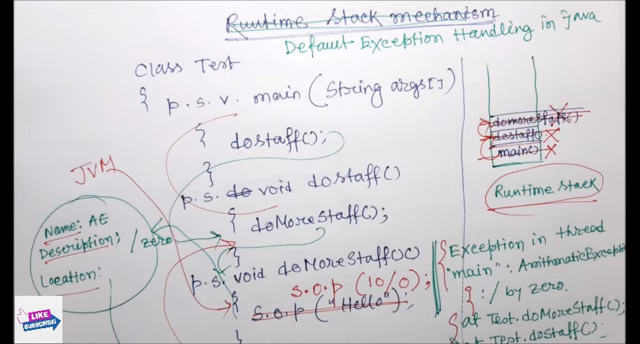 Runtime Stack mechanism
Default Exception Handling in Java
Class Test
{ p. s. v. main (String args[])
{ dostaff();
}
p. s. do void dostaff()
{ doMoreStaff();
}
p. s. void doMoreStaff()()
{ S.O.P (10/0);
S.O.P ("Hello");
}
JVM
Name: AE
Description: / zero
Location:
domorestaff()
dostaff()
main()
Runtime Stack
{ Exception in thread
"main": ArithmaticExceptio
} : / by zero.
{ at Test.doMoreStaff();
at Test.doStaff();
LIKE
SUBSCRIBE!